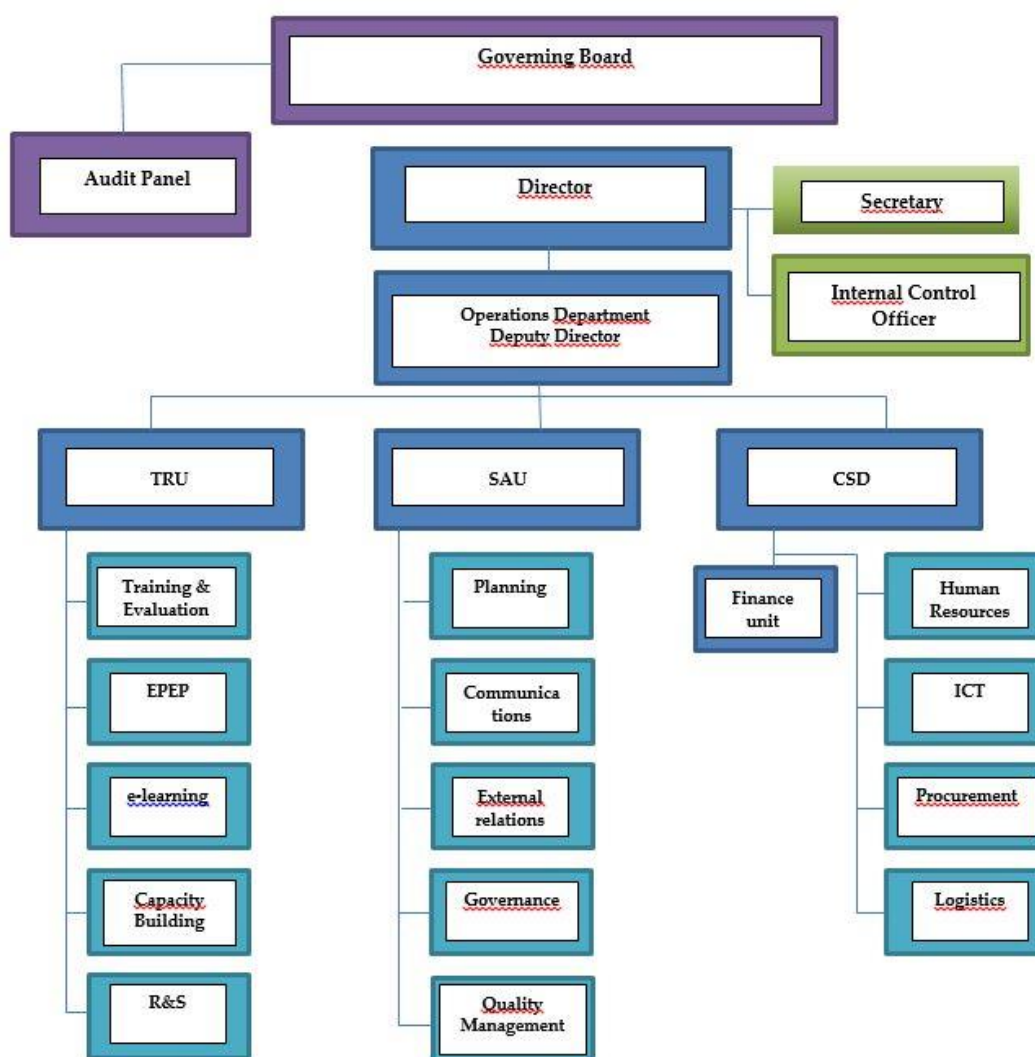 Governing Board
Audit Panel
Director
Secretary
Internal Control
Officer
Operations Department
Deputy Director
TRU
SAU
CSD
Training &
Evaluation
EPEP
e-learning
Capacity
Building
R&S
Planning
Communica
tions
External
relations
Governance
Quality
Management
Finance
unit
Human
Resources
ICT
Procurement
Logistics